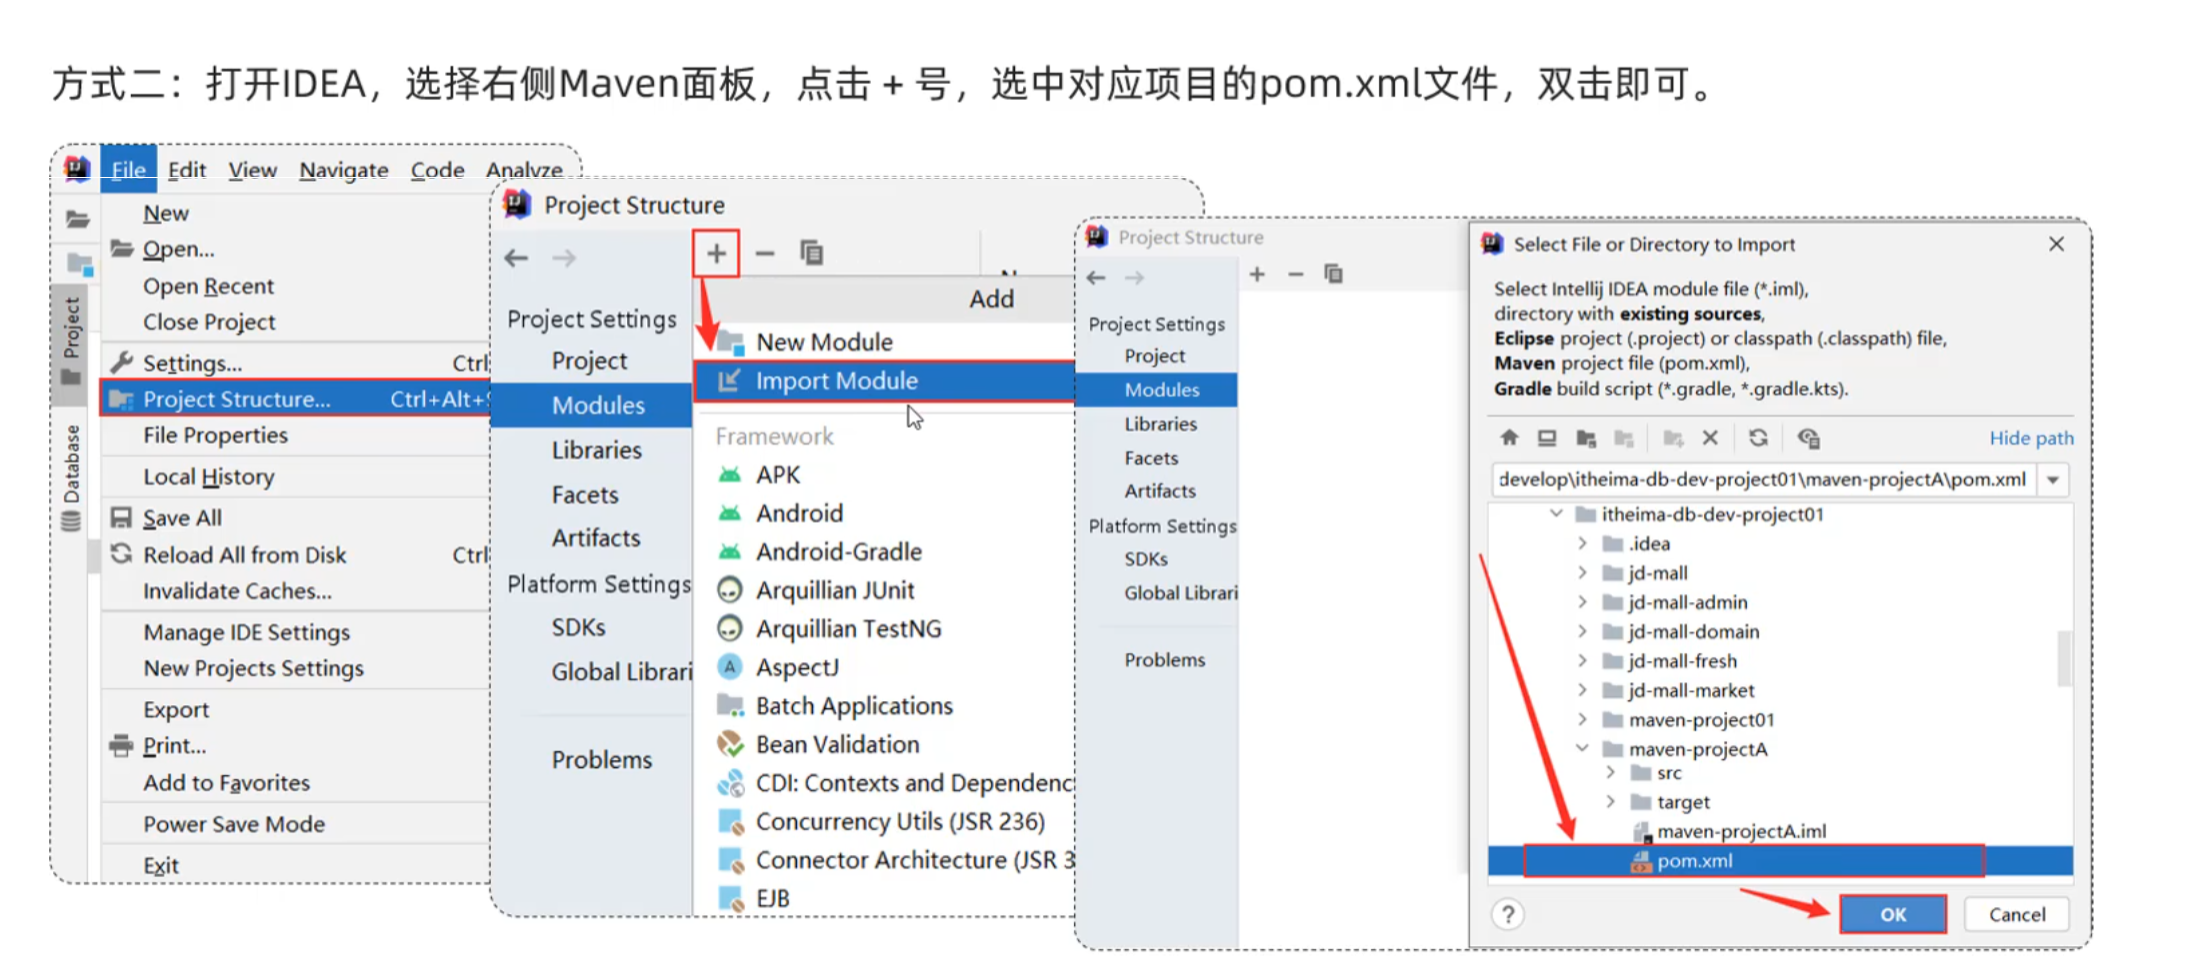 方式二：打开IDEA，选择右侧Maven面板，点击 + 号，选中对应项目的pom.xml文件，双击即可。
File Edit View Navigate Code Analyze
New
Open...
Open Recent
Close Project
Settings... Ctrl
Project Structure... Ctrl+Alt+S
File Properties
Local History
Save All
Reload All from Disk Ctrl
Invalidate Caches...
Manage IDE Settings
New Projects Settings
Export
Print...
Add to Favorites
Power Save Mode
Exit
Project
Database
Project Structure
Project Settings
Project
Modules
Libraries
Facets
Artifacts
Platform Settings
SDKs
Global Librari
Problems
Add
New Module
Import Module
Framework
APK
Android
Android-Gradle
Arquillian JUnit
Arquillian TestNG
AspectJ
Batch Applications
Bean Validation
CDI: Contexts and Dependenc
Concurrency Utils (JSR 236)
Connector Architecture (JSR 3
EJB
Project Structure
Project Settings
Project
Modules
Libraries
Facets
Artifacts
Platform Settings
SDKs
Global Librari
Problems
Select File or Directory to Import
Select Intellij IDEA module file (*.iml),
directory with existing sources,
Eclipse project (.project) or classpath (.classpath) file,
Maven project file (pom.xml),
Gradle build script (*.gradle, *.gradle.kts).
Hide path
develop\itheima-db-dev-project01\maven-projectA\pom.xml
itheima-db-dev-project01
.idea
jd-mall
jd-mall-admin
jd-mall-domain
jd-mall-fresh
jd-mall-market
maven-project01
maven-projectA
src
target
maven-projectA.iml
pom.xml
? OK Cancel